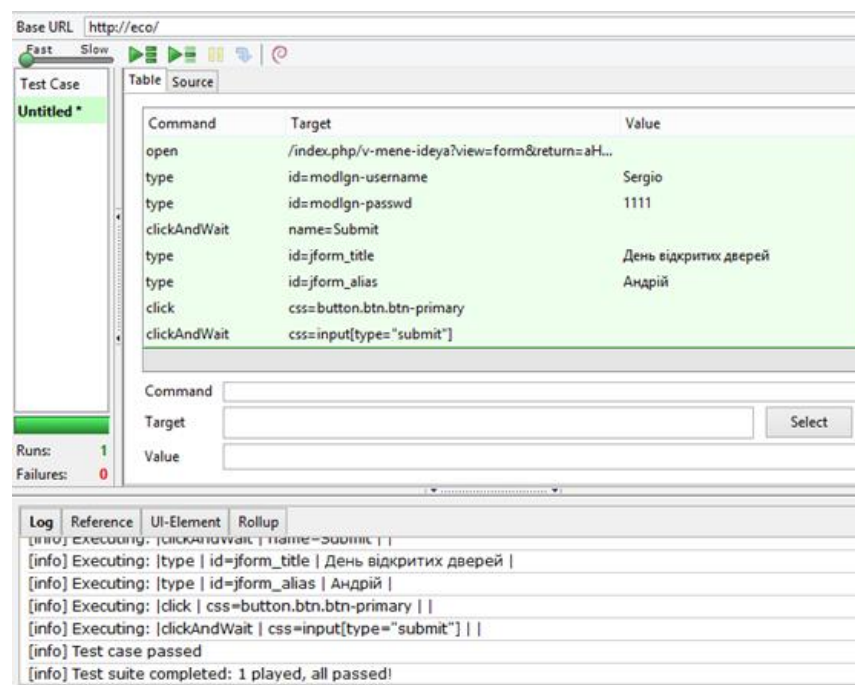 Base URL http://eco/
Fast Slow
Test Case Table Source
Untitled *
Command Target Value
open /index.php/v-mene-ideya?view=form&return=aH...
type id=modlgn-username Sergio
type id=modlgn-passwd 1111
clickAndWait name=Submit
type id=jform_title День відкритих дверей
type id=jform_alias Андрій
click css=button.btn.btn-primary
clickAndWait css=input[type="submit"]
Command
Target Select
Value
Runs: 1
Failures: 0
Log Reference UI-Element Rollup
[info] Executing: |clickAndWait | name=Submit | |
[info] Executing: |type | id=jform_title | День відкритих дверей |
[info] Executing: |type | id=jform_alias | Андрій |
[info] Executing: |click | css=button.btn.btn-primary | |
[info] Executing: |clickAndWait | css=input[type="submit"] | |
[info] Test case passed
[info] Test suite completed: 1 played, all passed!